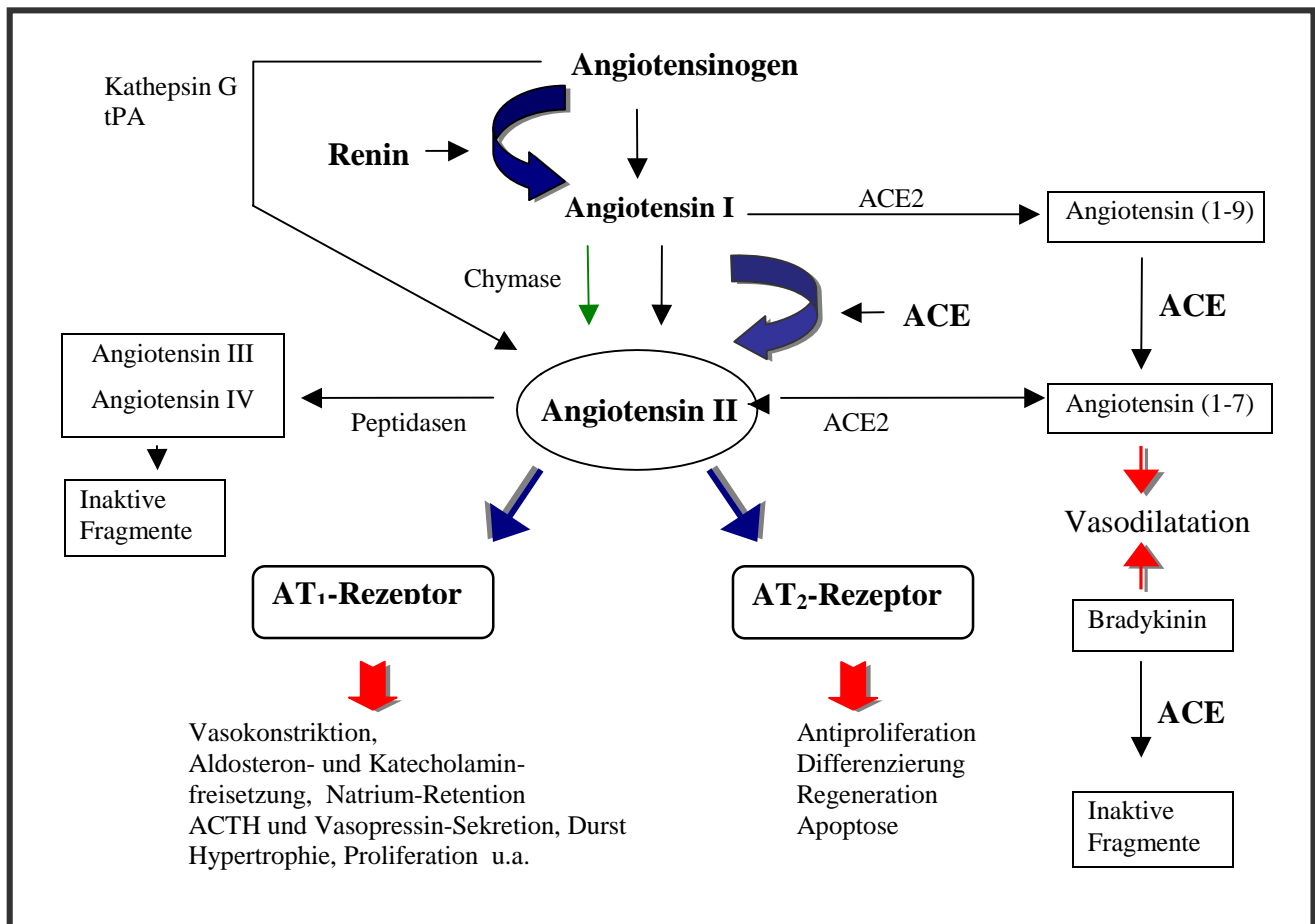 Angiotensinogen
Kathepsin G
tPA
Renin
Angiotensin I
ACE2
Angiotensin (1-9)
Chymase
ACE
ACE
Angiotensin III
Angiotensin IV
Peptidasen
Angiotensin II
ACE2
Angiotensin (1-7)
Inaktive
Fragmente
Vasodilatation
AT₁-Rezeptor
AT₂-Rezeptor
Bradykinin
ACE
Vasokonstriktion,
Aldosteron- und Katecholamin-
freisetzung, Natrium-Retention
ACTH und Vasopressin-Sekretion, Durst
Hypertrophie, Proliferation u.a.
Antiproliferation
Differenzierung
Regeneration
Apoptose
Inaktive
Fragmente